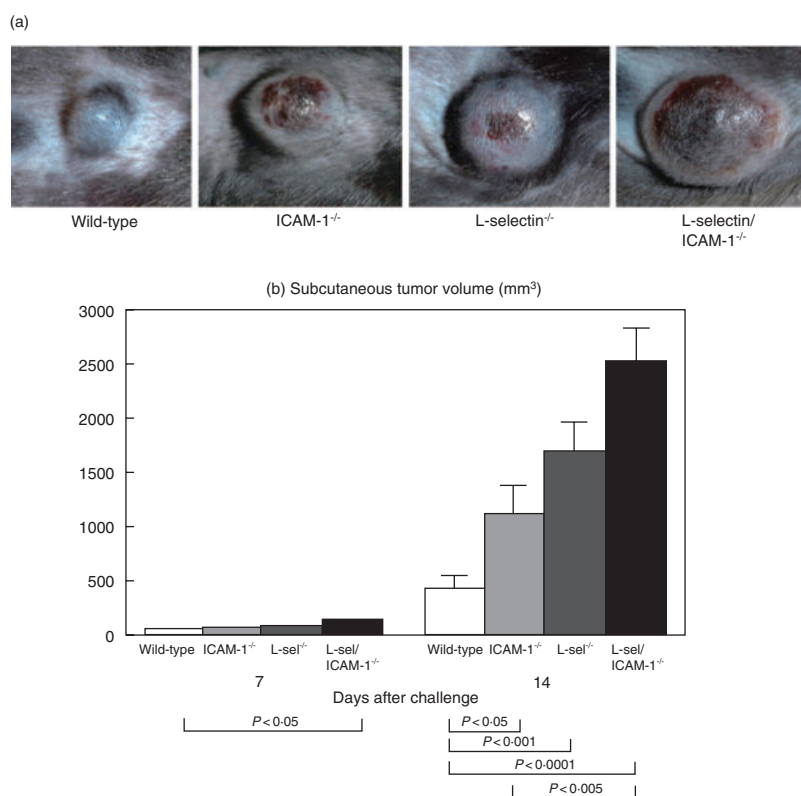 (a)
Wild-type ICAM-1⁻/⁻ L-selectin⁻/⁻ L-selectin/
ICAM-1⁻/⁻
(b) Subcutaneous tumor volume (mm³)
3000
2500
2000
1500
1000
500
0
Wild-type ICAM-1⁻/⁻ L-sel⁻/⁻ L-sel/
ICAM-1⁻/⁻
Wild-type ICAM-1⁻/⁻ L-sel⁻/⁻ L-sel/
ICAM-1⁻/⁻
7 14
Days after challenge
P < 0·05 P < 0·05
P < 0·001
P < 0·0001
P < 0·005